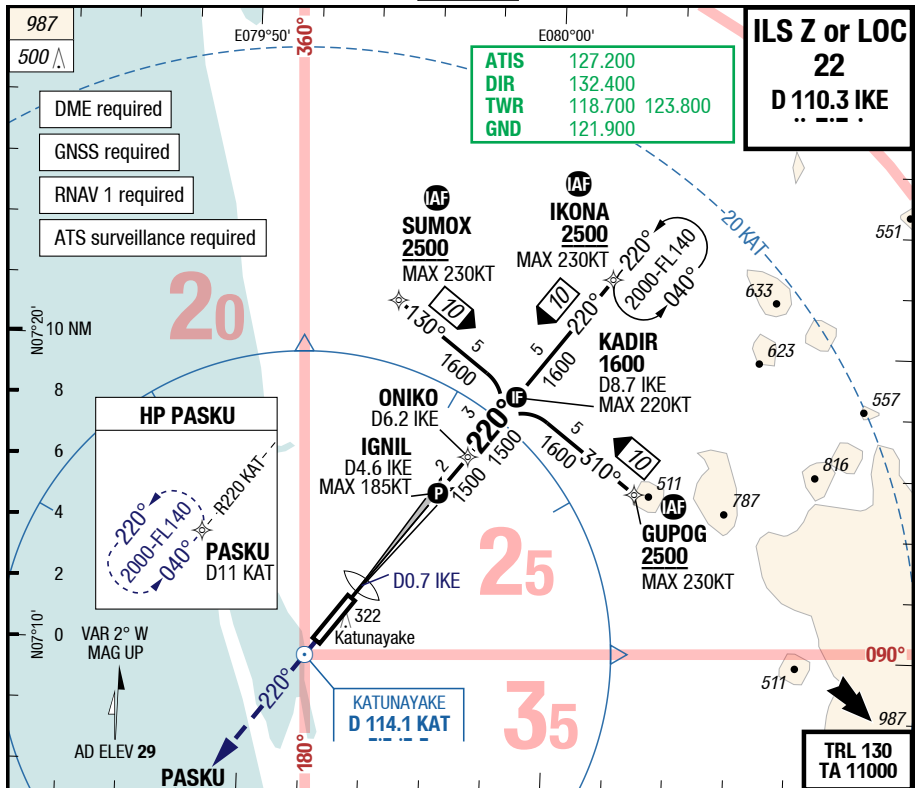 987
500
E079°50'
E080°00'
360°
DME required
GNSS required
RNAV 1 required
ATS surveillance required
ATIS 127.200
DIR 132.400
TWR 118.700 123.800
GND 121.900
ILS Z or LOC
22
D 110.3 IKE
IAF
SUMOX
2500
MAX 230KT
IAF
IKONA
2500
MAX 230KT
220°
2000-FL140
040°
20 KAT
551
633
623
557
816
787
511
20
N07°20'
10 NM
8
6
4
2
0
N07°10'
130°
10
5
1600
10
220°
5
1600
KADIR
1600
D8.7 IKE
MAX 220KT
IF
ONIKO
D6.2 IKE
3
220°
1500
IGNIL
D4.6 IKE
MAX 185KT
2
1500
P
5
1600
310°
10
IAF
GUPOG
2500
MAX 230KT
HP PASKU
220°
2000-FL140
040°
R220 KAT
PASKU
D11 KAT
25
D0.7 IKE
322
Katunayake
VAR 2° W
MAG UP
AD ELEV 29
220°
PASKU
180°
KATUNAYAKE
D 114.1 KAT
35
090°
511
987
TRL 130
TA 11000